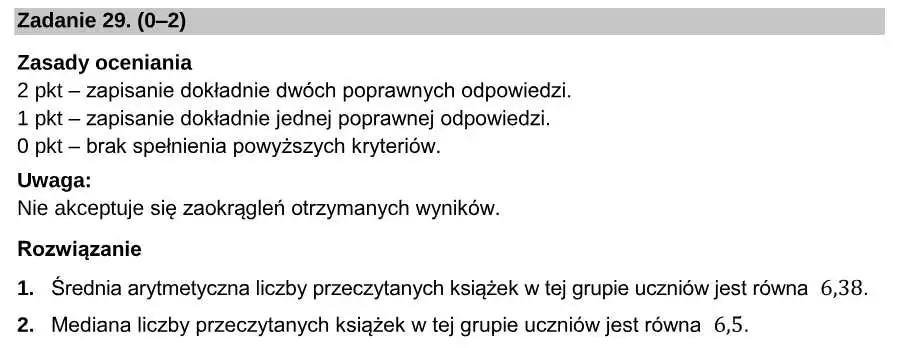 Zadanie 29. (0–2)
Zasady oceniania
2 pkt – zapisanie dokładnie dwóch poprawnych odpowiedzi.
1 pkt – zapisanie dokładnie jednej poprawnej odpowiedzi.
0 pkt – brak spełnienia powyższych kryteriów.
Uwaga:
Nie akceptuje się zaokrągleń otrzymanych wyników.
Rozwiązanie
1. Średnia arytmetyczna liczby przeczytanych książek w tej grupie uczniów jest równa 6,38.
2. Mediana liczby przeczytanych książek w tej grupie uczniów jest równa 6,5.